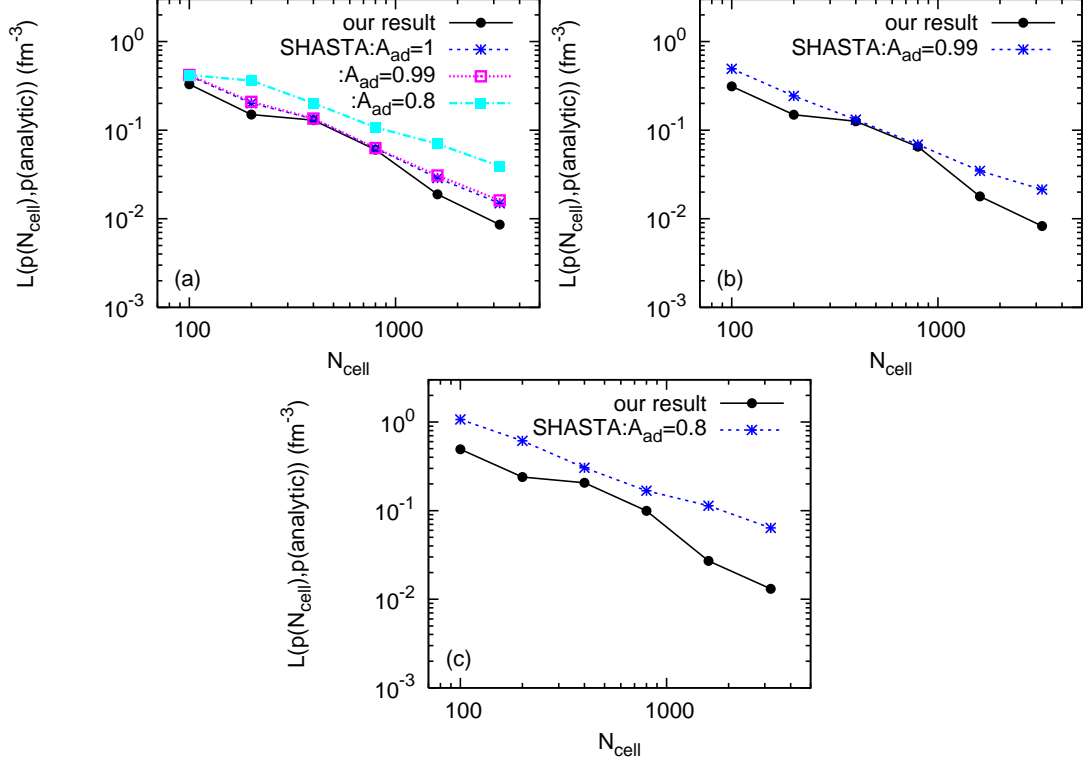 our result
SHASTA:A_ad=1
:A_ad=0.99
:A_ad=0.8
L(p(N_cell),p(analytic)) (fm^-3)
10^0
10^-1
10^-2
10^-3
(a)
100
1000
N_cell
our result
SHASTA:A_ad=0.99
L(p(N_cell),p(analytic)) (fm^-3)
10^0
10^-1
10^-2
10^-3
(b)
100
1000
N_cell
our result
SHASTA:A_ad=0.8
L(p(N_cell),p(analytic)) (fm^-3)
10^0
10^-1
10^-2
10^-3
(c)
100
1000
N_cell